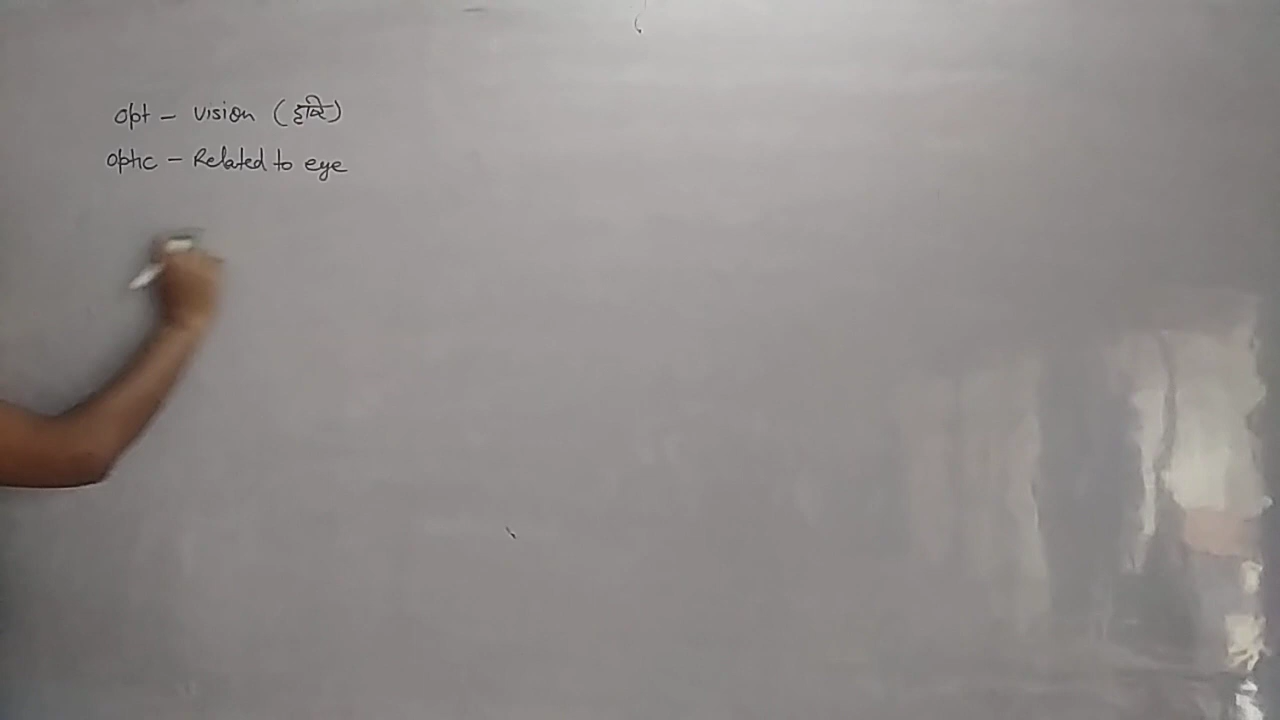 opt – vision (दृष्टि)
optic – Related to eye